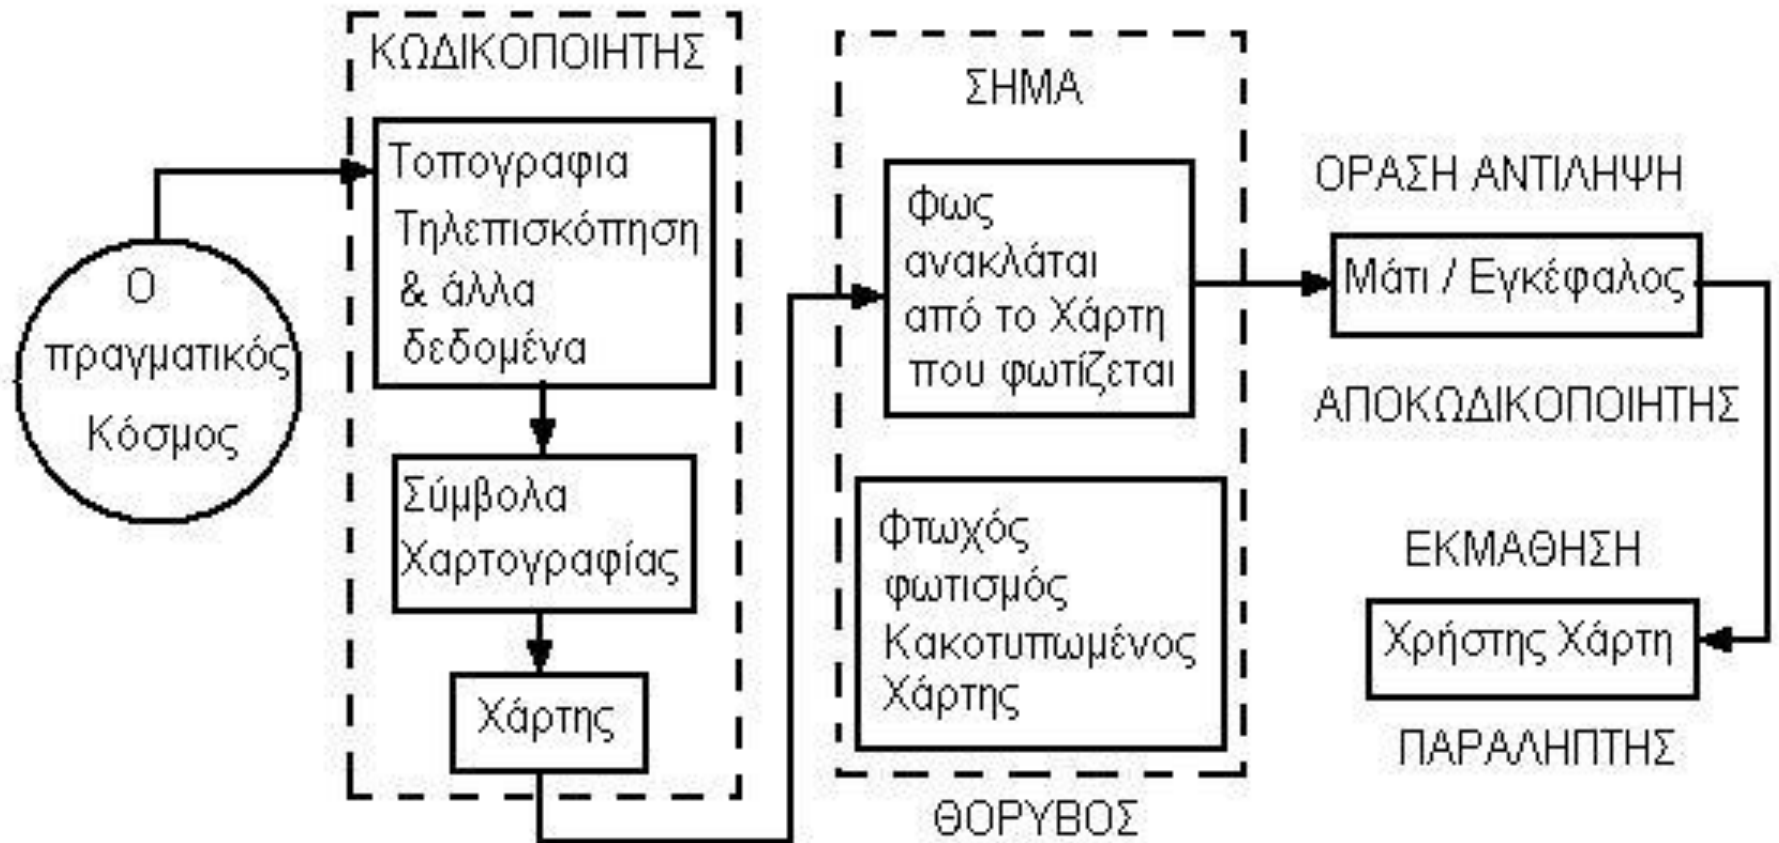 Ο
πραγματικός
Κόσμος
ΚΩΔΙΚΟΠΟΙΗΤΗΣ
Τοπογραφια
Τηλεπισκόπηση
& άλλα
δεδομένα
Σύμβολα
Χαρτογραφίας
Χάρτης
ΣΗΜΑ
Φως
ανακλάται
από το Χάρτη
που φωτίζεται
Φτωχός
φωτισμός
Κακοτυπωμένος
Χάρτης
ΘΟΡΥΒΟΣ
ΟΡΑΣΗ ΑΝΤΙΛΗΨΗ
Μάτι / Εγκέφαλος
ΑΠΟΚΩΔΙΚΟΠΟΙΗΤΗΣ
ΕΚΜΑΘΗΣΗ
Χρήστης Χάρτη
ΠΑΡΑΛΗΠΤΗΣ